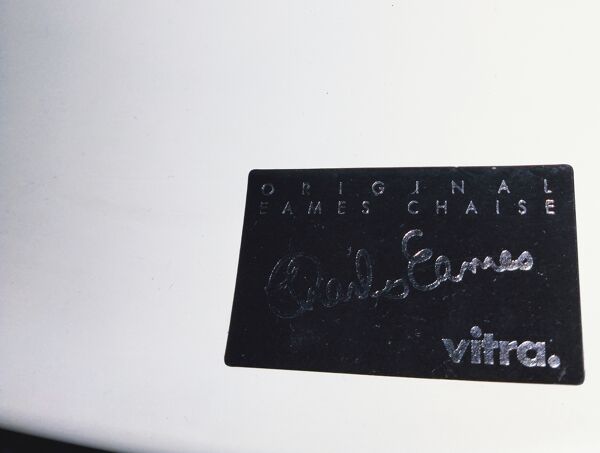 ORIGINAL
EAMES CHAISE
Charles Eames
vitra.